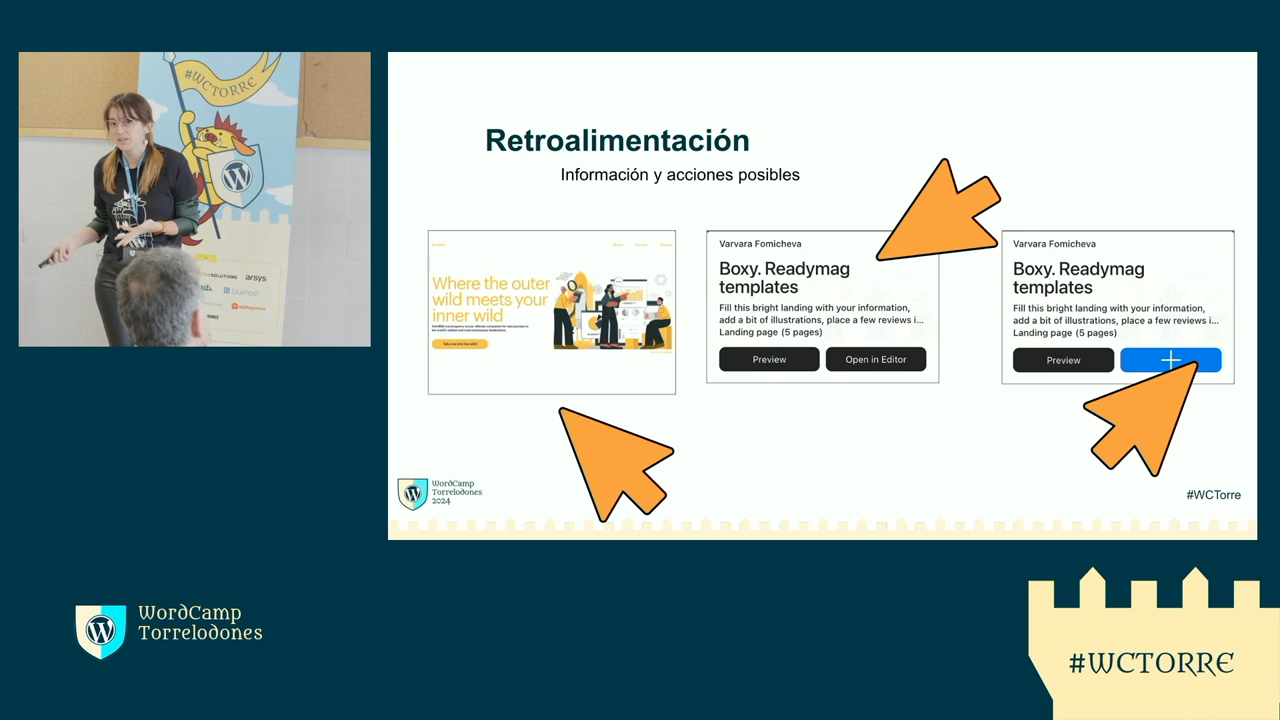 #WCTORRE
SOLUTIONS
arsys
bluehost
Retroalimentación
Información y acciones posibles
Where the outer
wild meets your
inner wild
Varvara Fomicheva
Boxy. Readymag
templates
Fill this bright landing with your information,
add a bit of illustrations, place a few reviews i...
Landing page (5 pages)
Preview
Open in Editor
Varvara Fomicheva
Boxy. Readymag
templates
Fill this bright landing with your information,
add a bit of illustrations, place a few reviews i...
Landing page (5 pages)
Preview
WordCamp
Torrelodones
2024
#WCTorre
WordCamp
Torrelodones
#WCTORRE